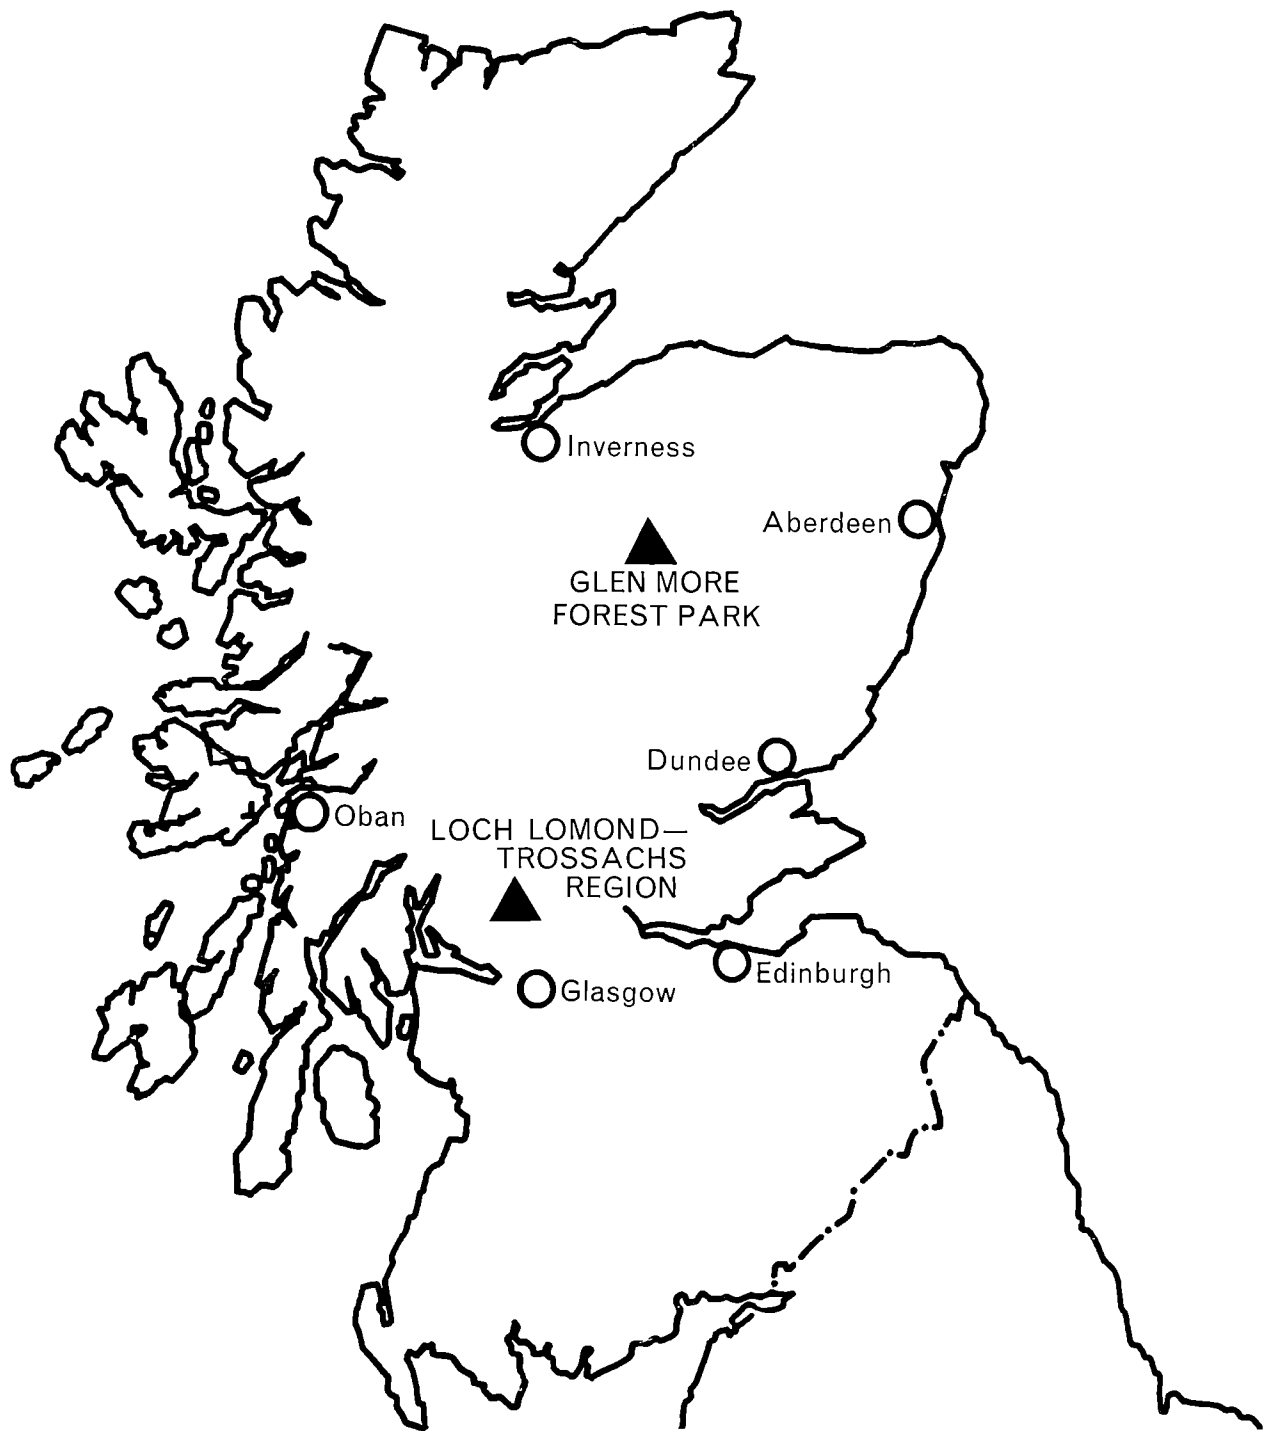 Inverness
Aberdeen
GLEN MORE
FOREST PARK
Dundee
Oban
LOCH LOMOND—
TROSSACHS
REGION
Edinburgh
Glasgow